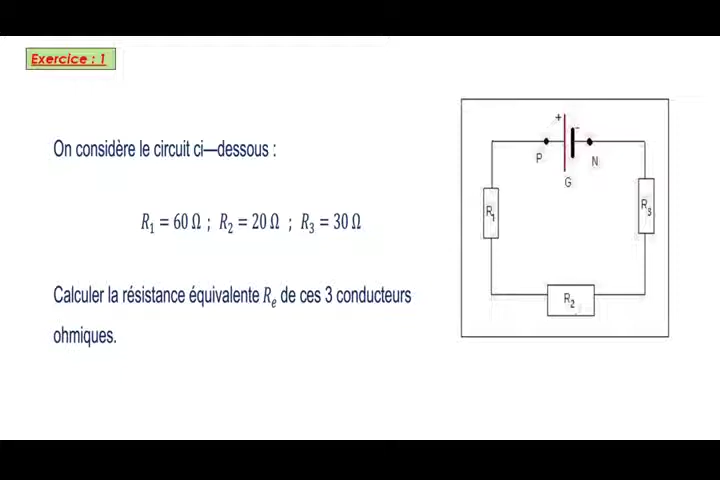 Exercice : 1
On considère le circuit ci—dessous :
R₁ = 60 Ω ; R₂ = 20 Ω ; R₃ = 30 Ω
Calculer la résistance équivalente Rₑ de ces 3 conducteurs
ohmiques.
+ -
P N
G
R₁
R₃
R₂